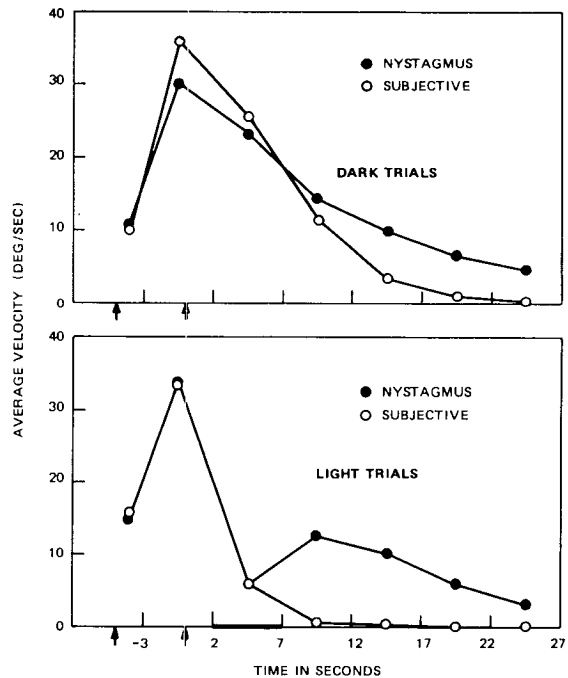 40
30
20
10
0
● NYSTAGMUS
○ SUBJECTIVE
DARK TRIALS
AVERAGE VELOCITY (DEG/SEC)
40
30
20
10
0
● NYSTAGMUS
○ SUBJECTIVE
LIGHT TRIALS
-3 2 7 12 17 22 27
TIME IN SECONDS